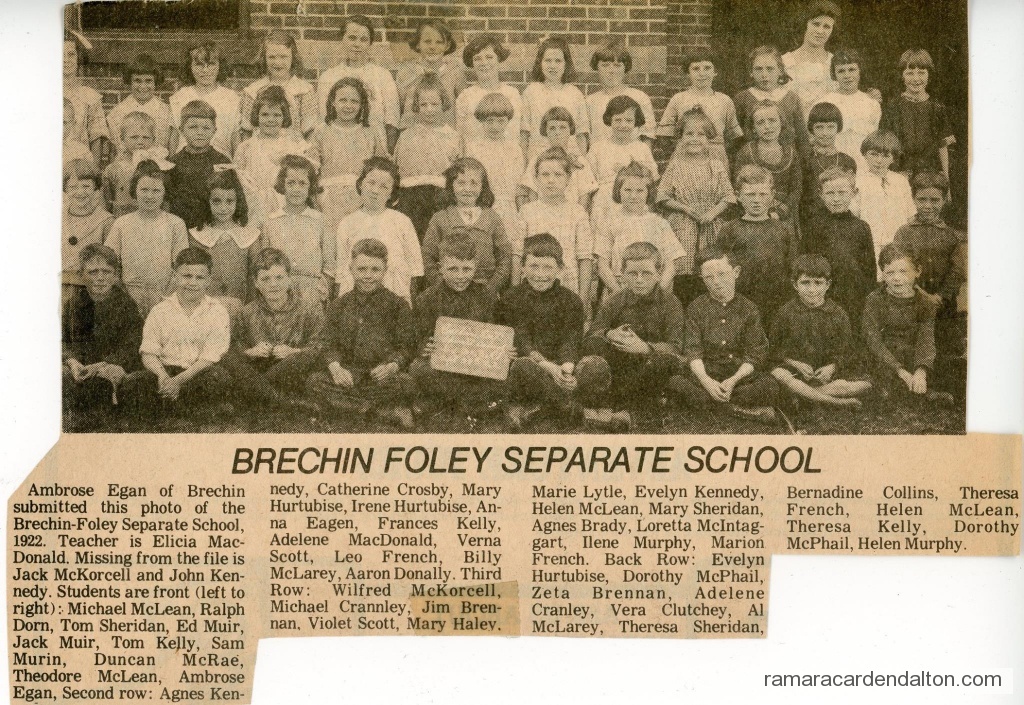 BRECHIN FOLEY SEPARATE SCHOOL
Ambrose Egan of Brechin
submitted this photo of the
Brechin-Foley Separate School,
1922. Teacher is Elicia Mac-
Donald. Missing from the file is
Jack McKorcell and John Ken-
nedy. Students are front (left to
right): Michael McLean, Ralph
Dorn, Tom Sheridan, Ed Muir,
Jack Muir, Tom Kelly, Sam
Murin, Duncan McRae,
Theodore McLean, Ambrose
Egan, Second row: Agnes Ken-
nedy, Catherine Crosby, Mary
Hurtubise, Irene Hurtubise, An-
na Eagen, Frances Kelly,
Adelene MacDonald, Verna
Scott, Leo French, Billy
McLarey, Aaron Donally. Third
Row: Wilfred McKorcell,
Michael Crannley, Jim Bren-
nan, Violet Scott, Mary Haley.
Marie Lytle, Evelyn Kennedy,
Helen McLean, Mary Sheridan,
Agnes Brady, Loretta McIntag-
gart, Ilene Murphy, Marion
French. Back Row: Evelyn
Hurtubise, Dorothy McPhail,
Zeta Brennan, Adelene
Cranley, Vera Clutchey, Al
McLarey, Theresa Sheridan,
Bernadine Collins, Theresa
French, Helen McLean,
Theresa Kelly, Dorothy
McPhail, Helen Murphy.
ramaracardendalton.com